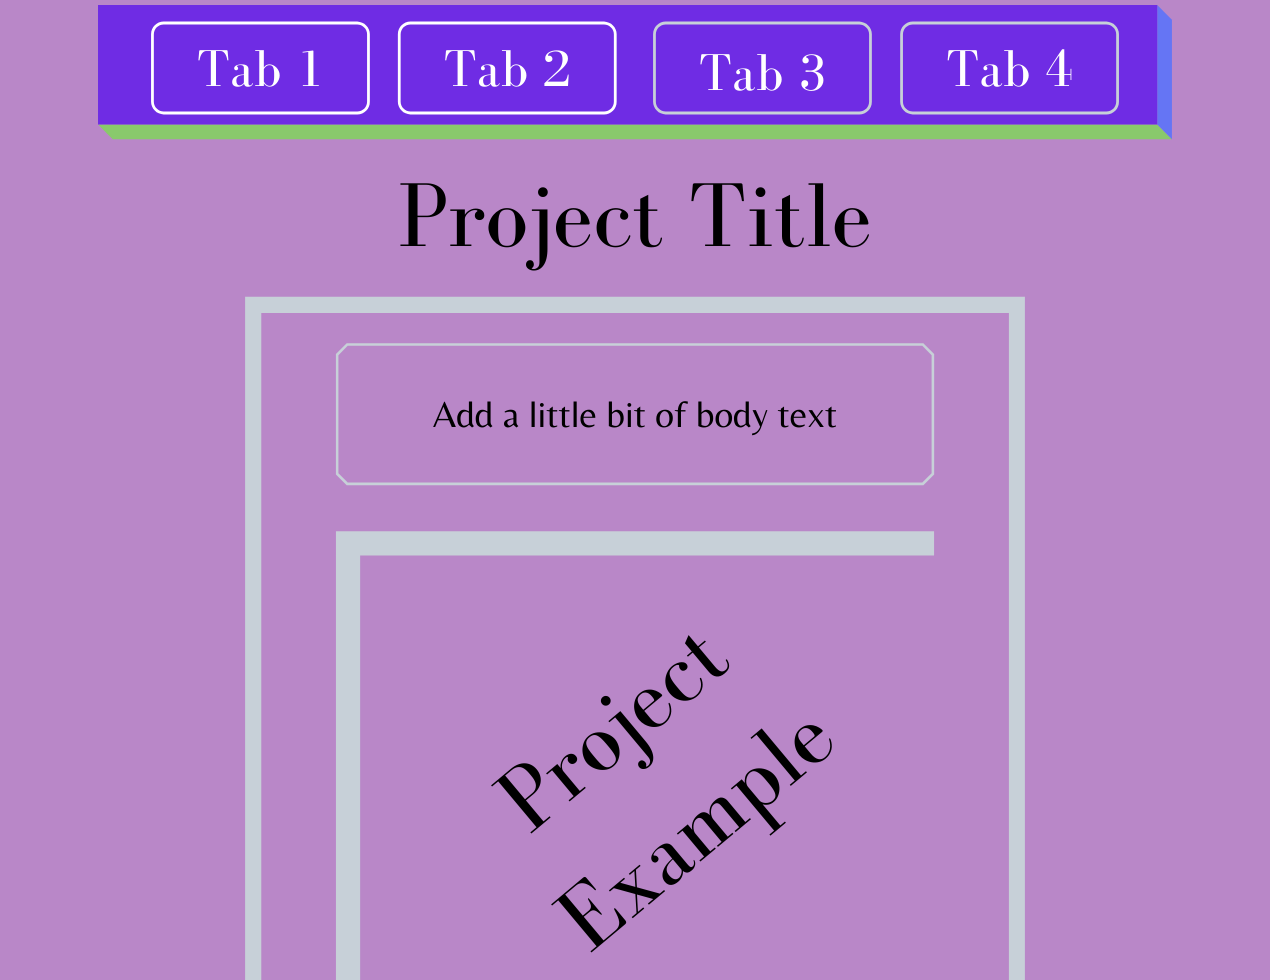 Tab 1
Tab 2
Tab 3
Tab 4
Project Title
Add a little bit of body text
Project
Example